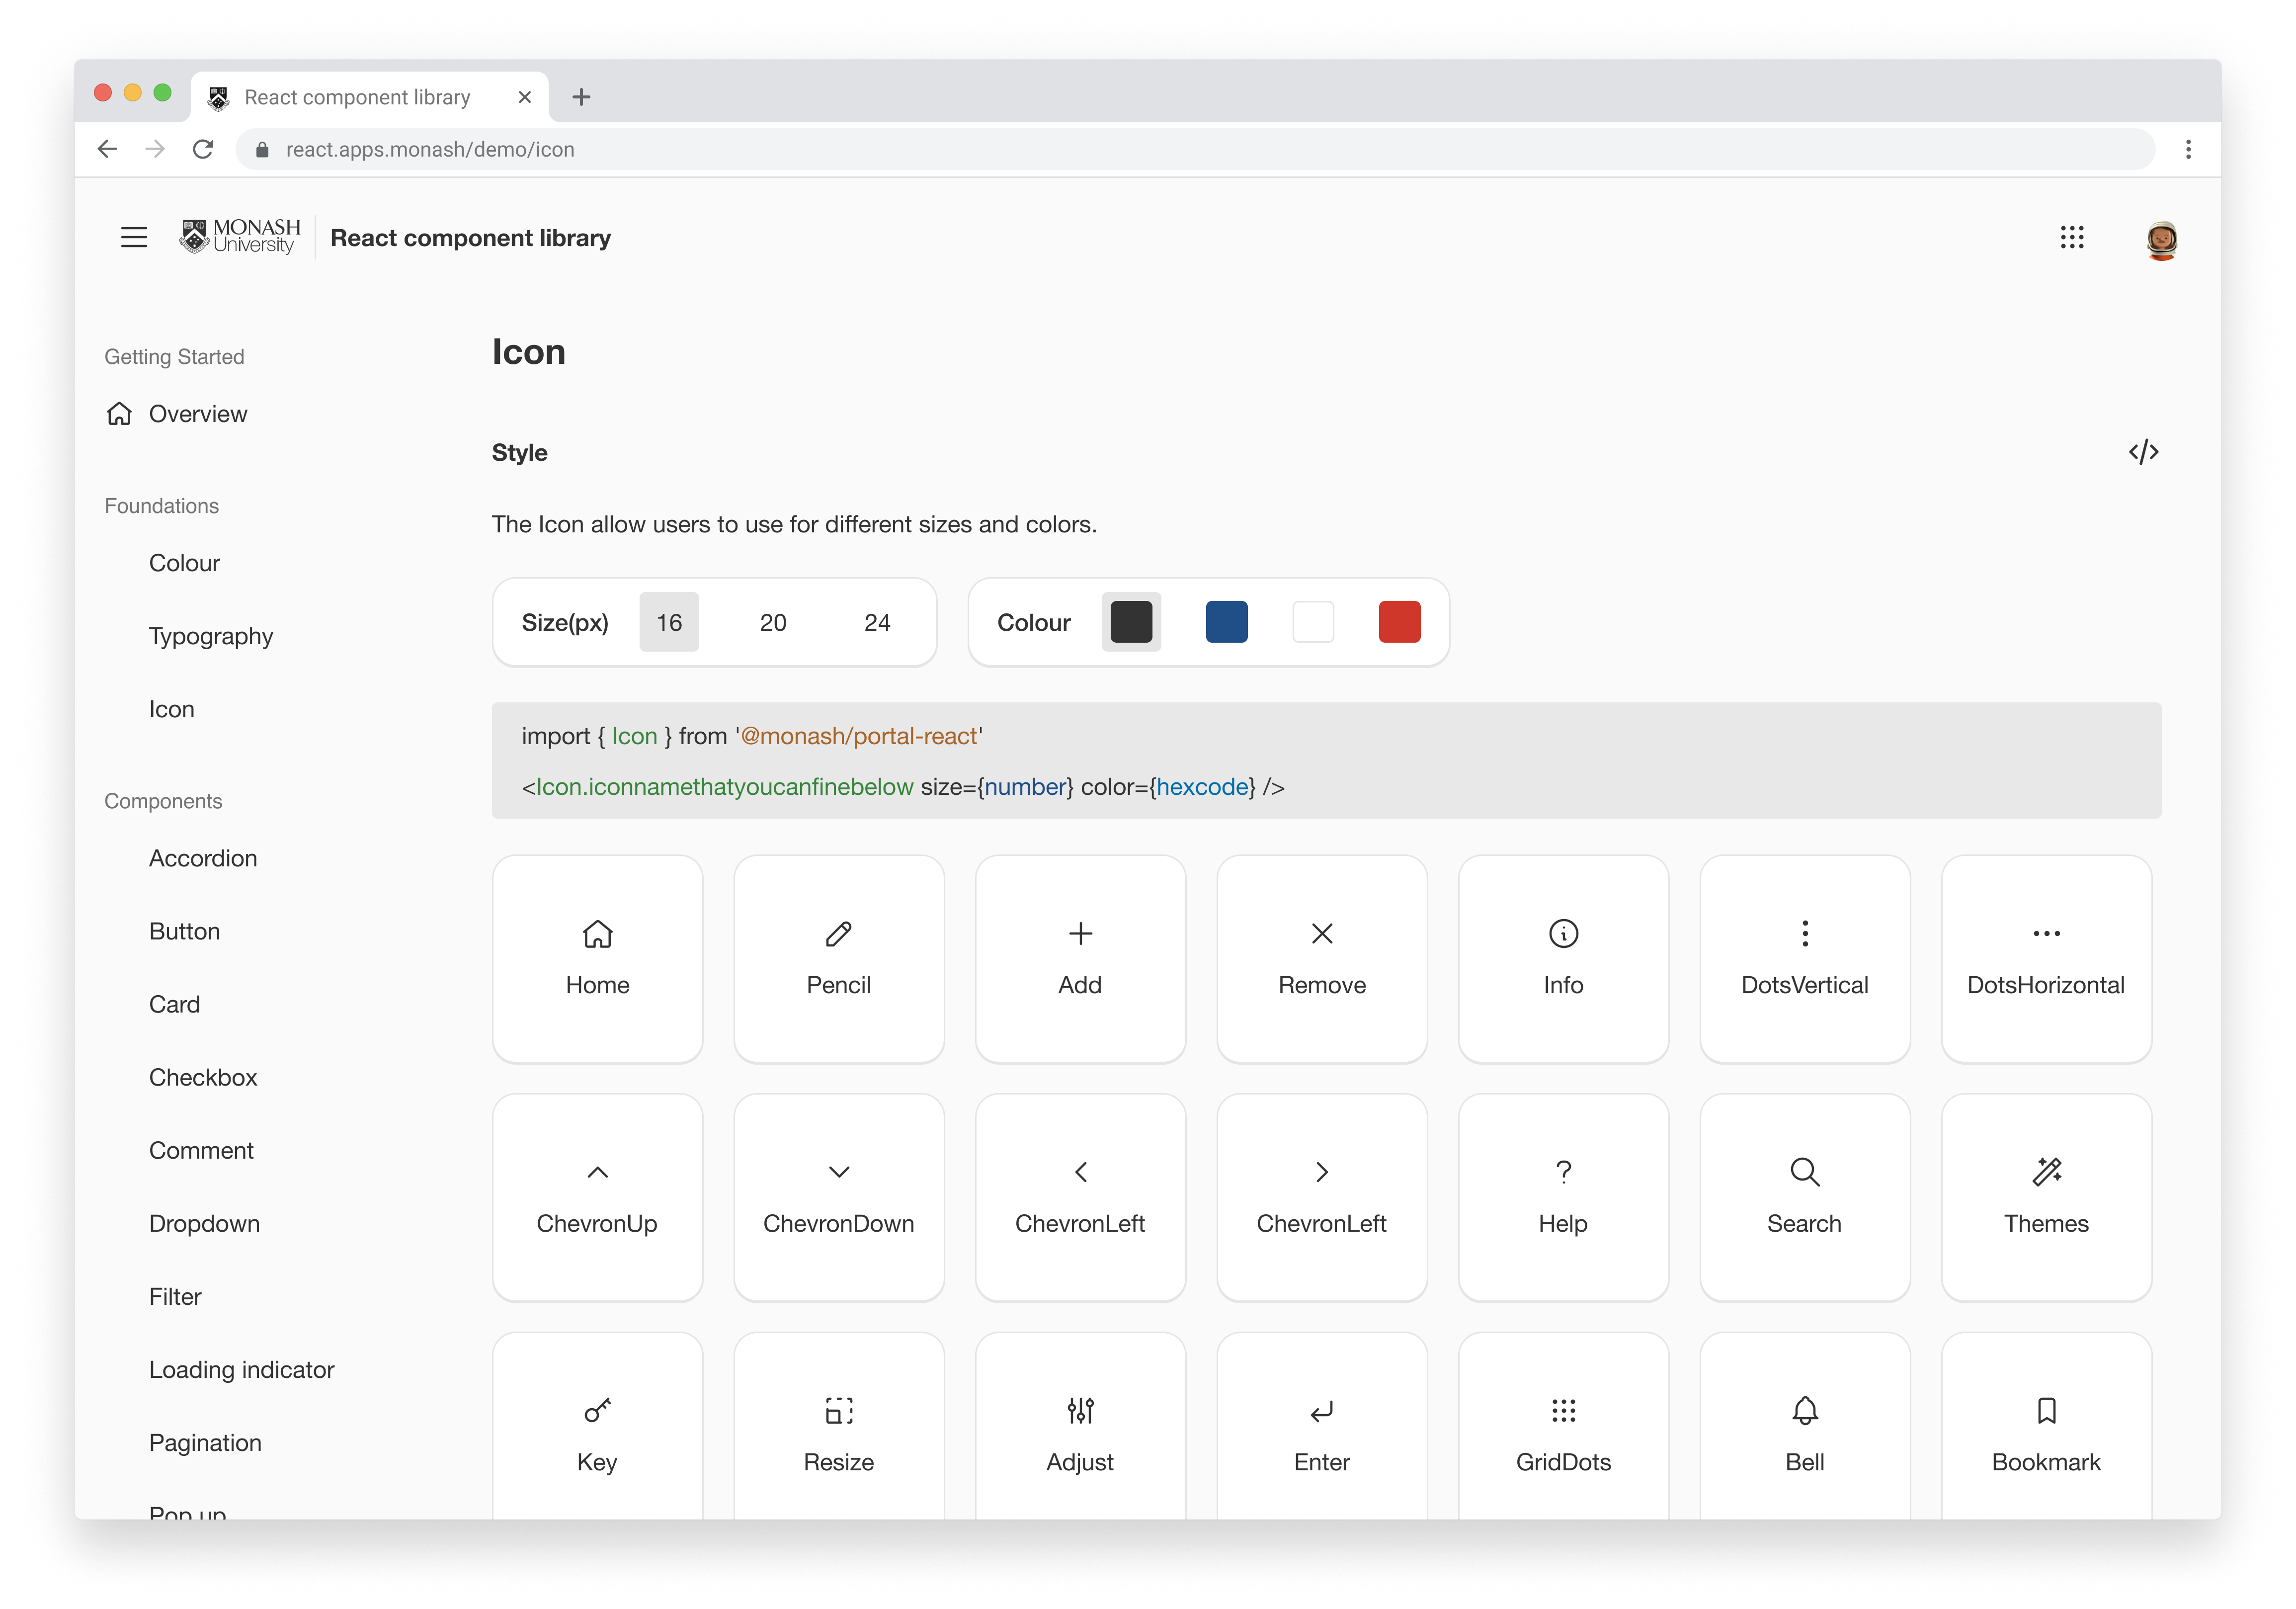 React component library
react.apps.monash/demo/icon
MONASH
University
React component library
Getting Started
Overview
Foundations
Colour
Typography
Icon
Components
Accordion
Button
Card
Checkbox
Comment
Dropdown
Filter
Loading indicator
Pagination
Pop up
Icon
Style
</>
The Icon allow users to use for different sizes and colors.
Size(px) 16 20 24
Colour
import { Icon } from '@monash/portal-react'
<Icon.iconnamethatyoucanfinebelow size={number} color={hexcode} />
Home Pencil Add Remove Info DotsVertical DotsHorizontal
ChevronUp ChevronDown ChevronLeft ChevronLeft Help Search Themes
Key Resize Adjust Enter GridDots Bell Bookmark